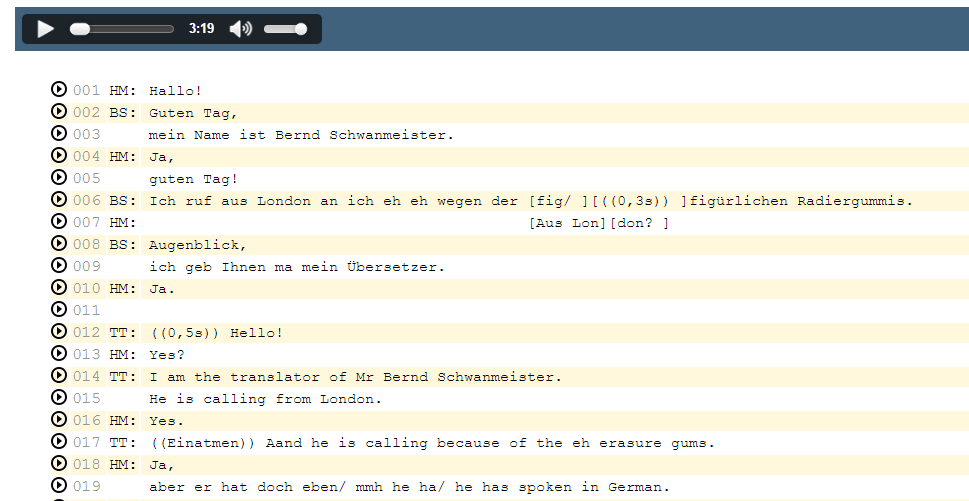 3:19
001 HM: Hallo!
002 BS: Guten Tag,
003 mein Name ist Bernd Schwanmeister.
004 HM: Ja,
005 guten Tag!
006 BS: Ich ruf aus London an ich eh eh wegen der [fig/ ][((0,3s)) ]figürlichen Radiergummis.
007 HM: [Aus Lon][don? ]
008 BS: Augenblick,
009 ich geb Ihnen ma mein Übersetzer.
010 HM: Ja.
011
012 TT: ((0,5s)) Hello!
013 HM: Yes?
014 TT: I am the translator of Mr Bernd Schwanmeister.
015 He is calling from London.
016 HM: Yes.
017 TT: ((Einatmen)) Aand he is calling because of the eh erasure gums.
018 HM: Ja,
019 aber er hat doch eben/ mmh he ha/ he has spoken in German.